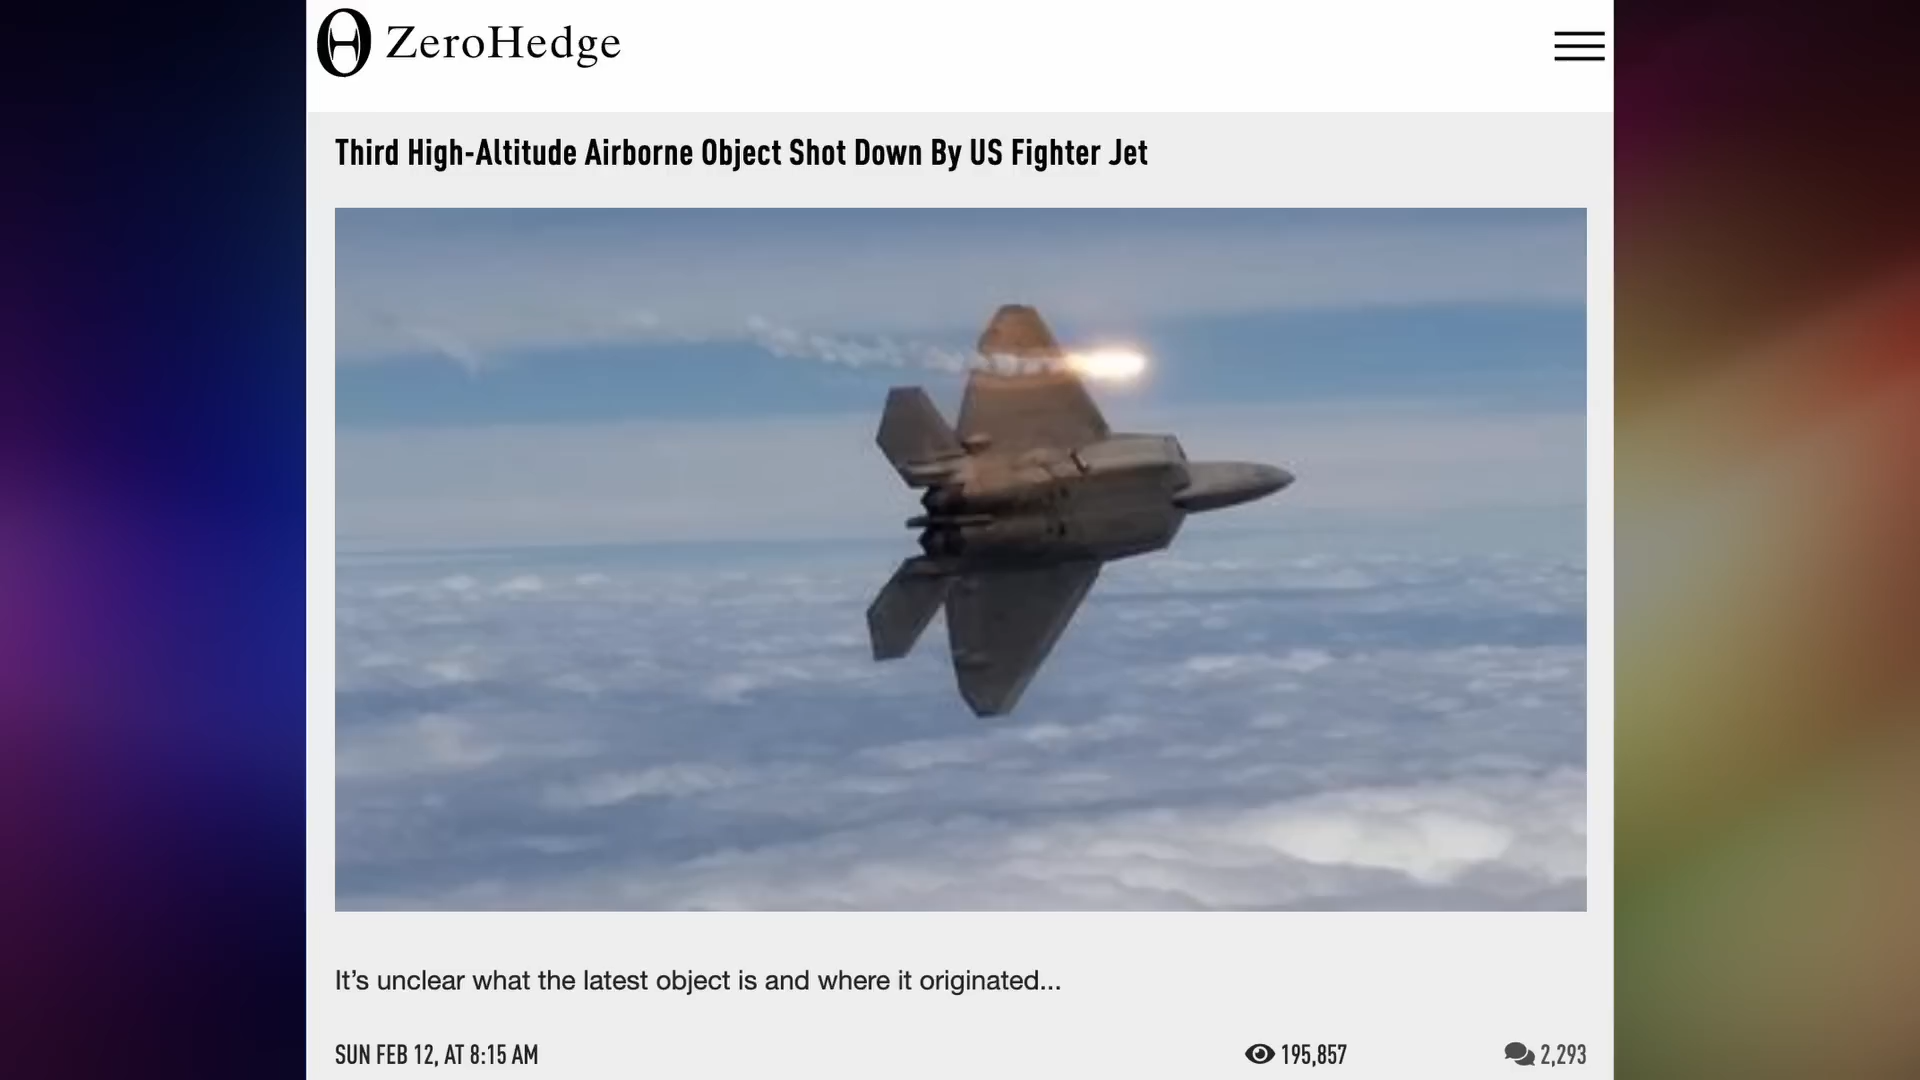 ZeroHedge
Third High-Altitude Airborne Object Shot Down By US Fighter Jet
It’s unclear what the latest object is and where it originated...
SUN FEB 12, AT 8:15 AM
195,857
2,293